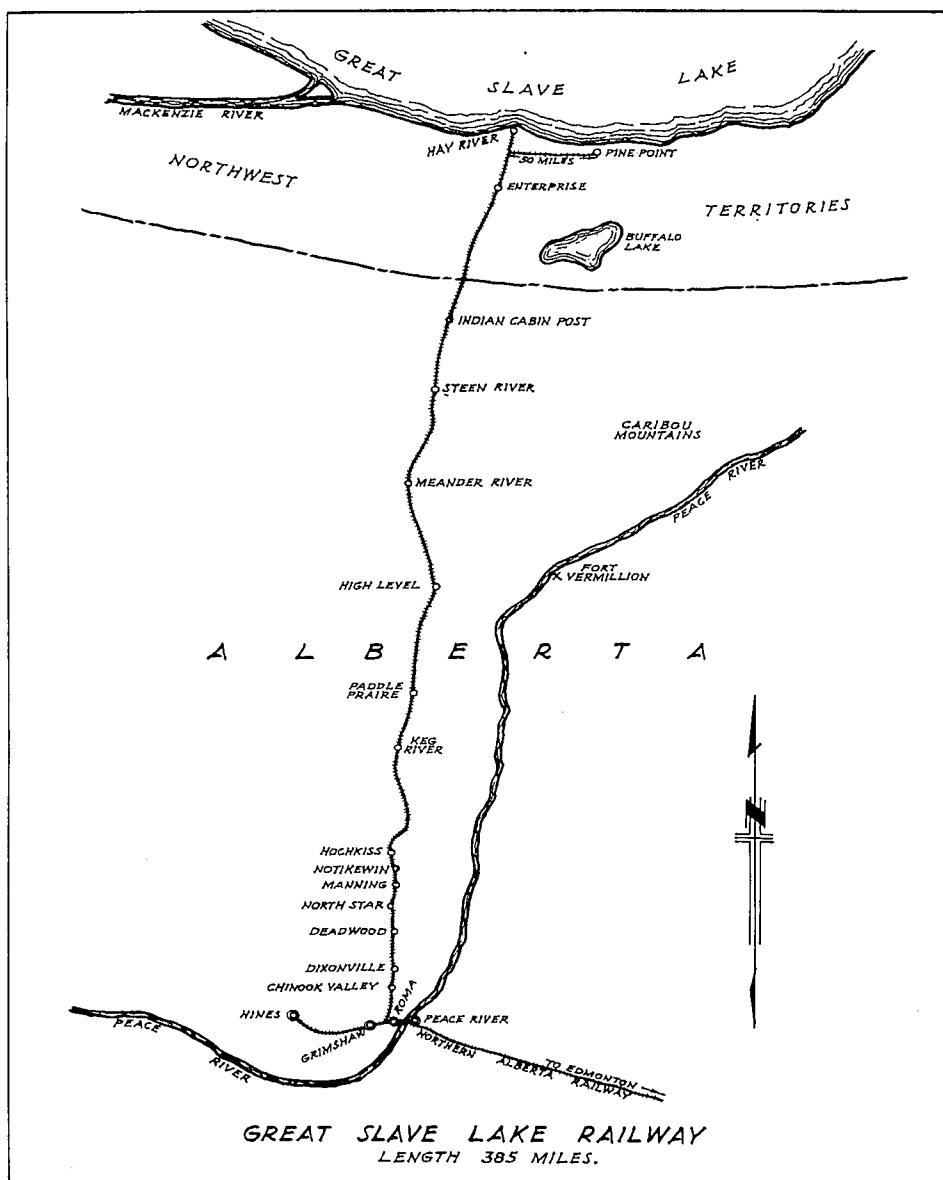 GREAT SLAVE LAKE
MACKENZIE RIVER
HAY RIVER
50 MILES
PINE POINT
NORTHWEST TERRITORIES
ENTERPRISE
BUFFALO
LAKE
INDIAN CABIN POST
STEEN RIVER
CARIBOU
MOUNTAINS
MEANDER RIVER
PEACE RIVER
FORT
VERMILLION
HIGH LEVEL
ALBERTA
PADDLE
PRAIRE
KEG
RIVER
HOCHKISS
NOTIKEWIN
MANNING
NORTH STAR
DEADWOOD
DIXONVILLE
CHINOOK VALLEY
HINES
GRIMSHAW
ROMA
PEACE RIVER
PEACE RIVER
NORTHERN ALBERTA RAILWAY
TO EDMONTON
N
GREAT SLAVE LAKE RAILWAY
LENGTH 385 MILES.